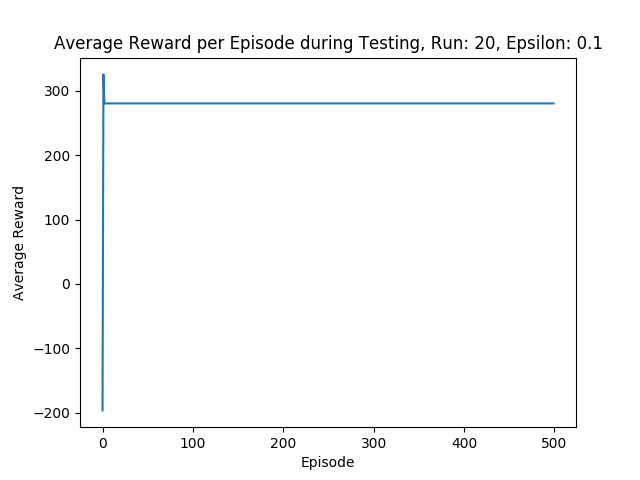 Average Reward per Episode during Testing, Run: 20, Epsilon: 0.1
300
200
100
0
−100
−200
Average Reward
0 100 200 300 400 500
Episode